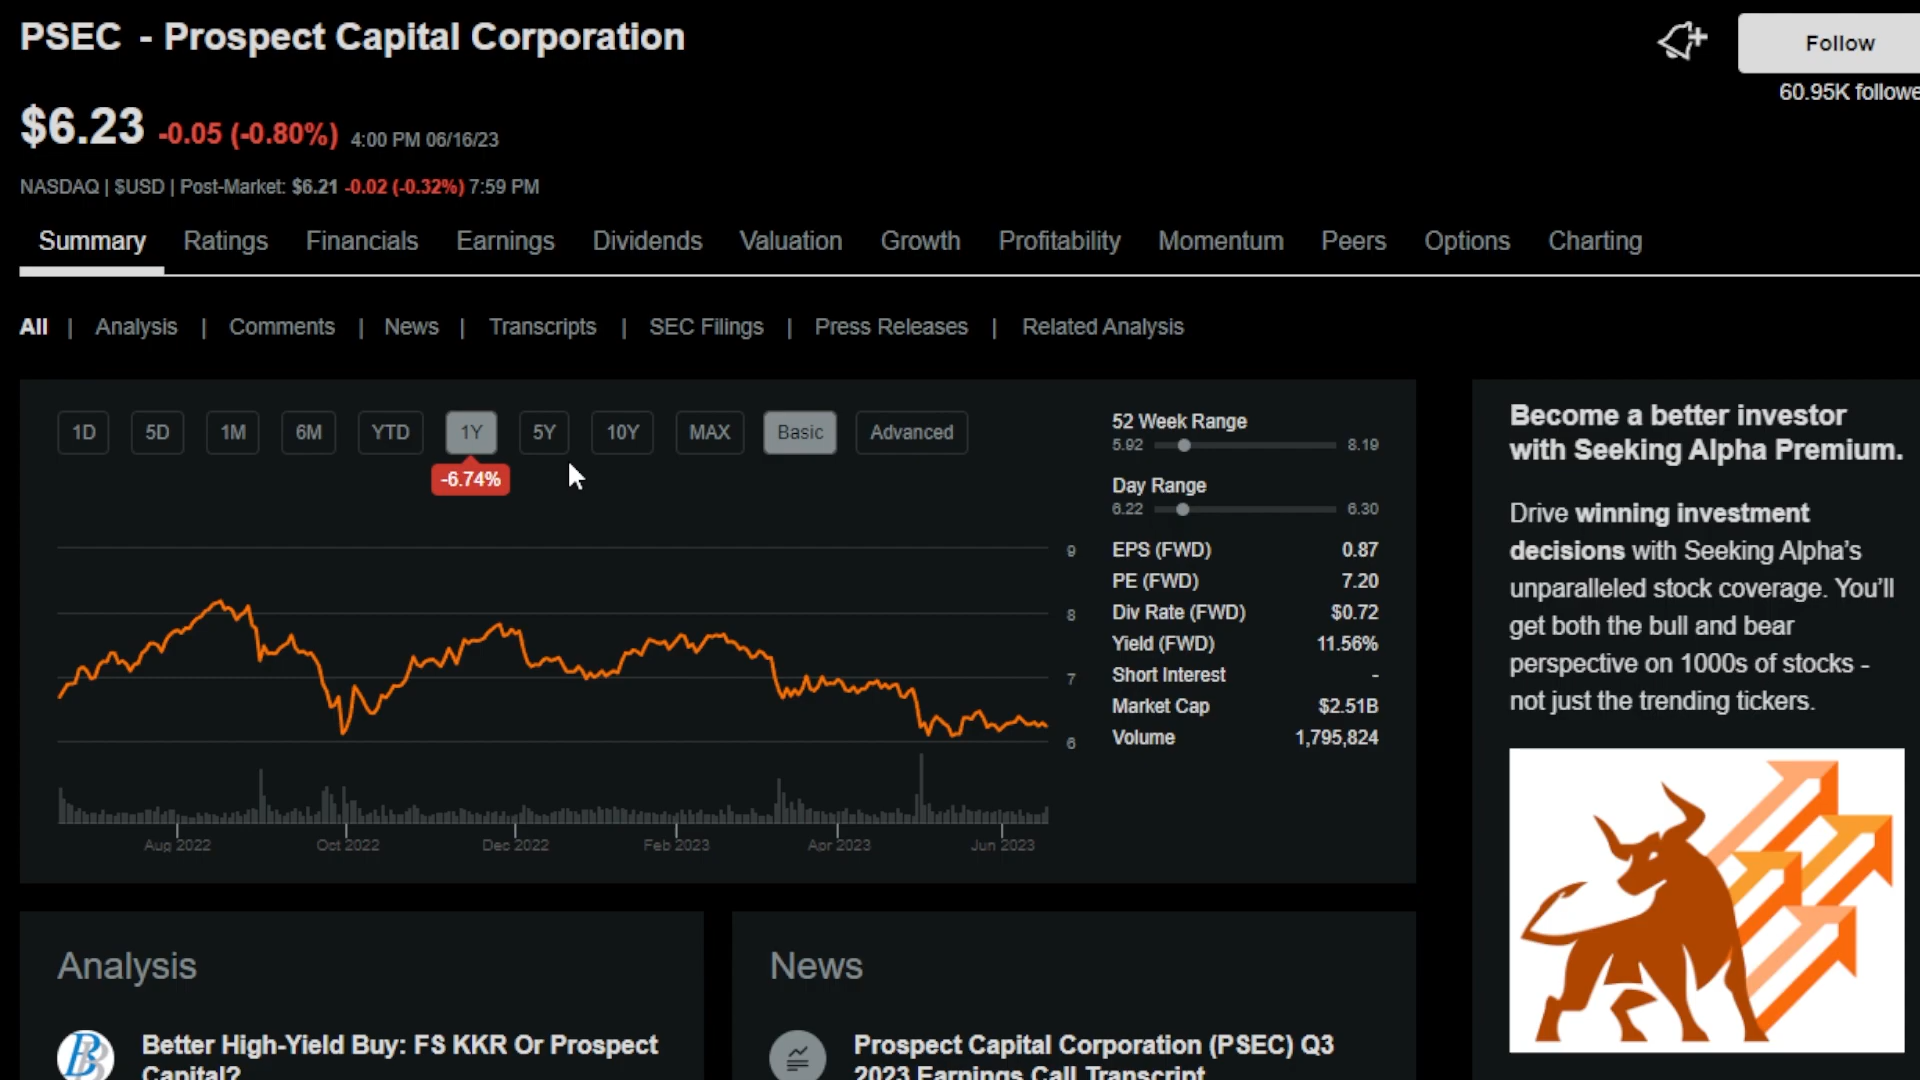 PSEC - Prospect Capital Corporation
Follow
60.95K followe
$6.23 -0.05 (-0.80%) 4:00 PM 06/16/23
NASDAQ | $USD | Post-Market: $6.21 -0.02 (-0.32%) 7:59 PM
Summary Ratings Financials Earnings Dividends Valuation Growth Profitability Momentum Peers Options Charting
All | Analysis | Comments | News | Transcripts | SEC Filings | Press Releases | Related Analysis
1D 5D 1M 6M YTD 1Y 5Y 10Y MAX Basic Advanced
-6.74%
9
8
7
6
Aug 2022 Oct 2022 Dec 2022 Feb 2023 Apr 2023 Jun 2023
52 Week Range
5.92 8.19
Day Range
6.22 6.30
EPS (FWD) 0.87
PE (FWD) 7.20
Div Rate (FWD) $0.72
Yield (FWD) 11.56%
Short Interest -
Market Cap $2.51B
Volume 1,795,824
Become a better investor
with Seeking Alpha Premium.
Drive winning investment
decisions with Seeking Alpha's
unparalleled stock coverage. You'll
get both the bull and bear
perspective on 1000s of stocks -
not just the trending tickers.
Analysis
Better High-Yield Buy: FS KKR Or Prospect
Capital?
News
Prospect Capital Corporation (PSEC) Q3
2023 Earnings Call Transcript